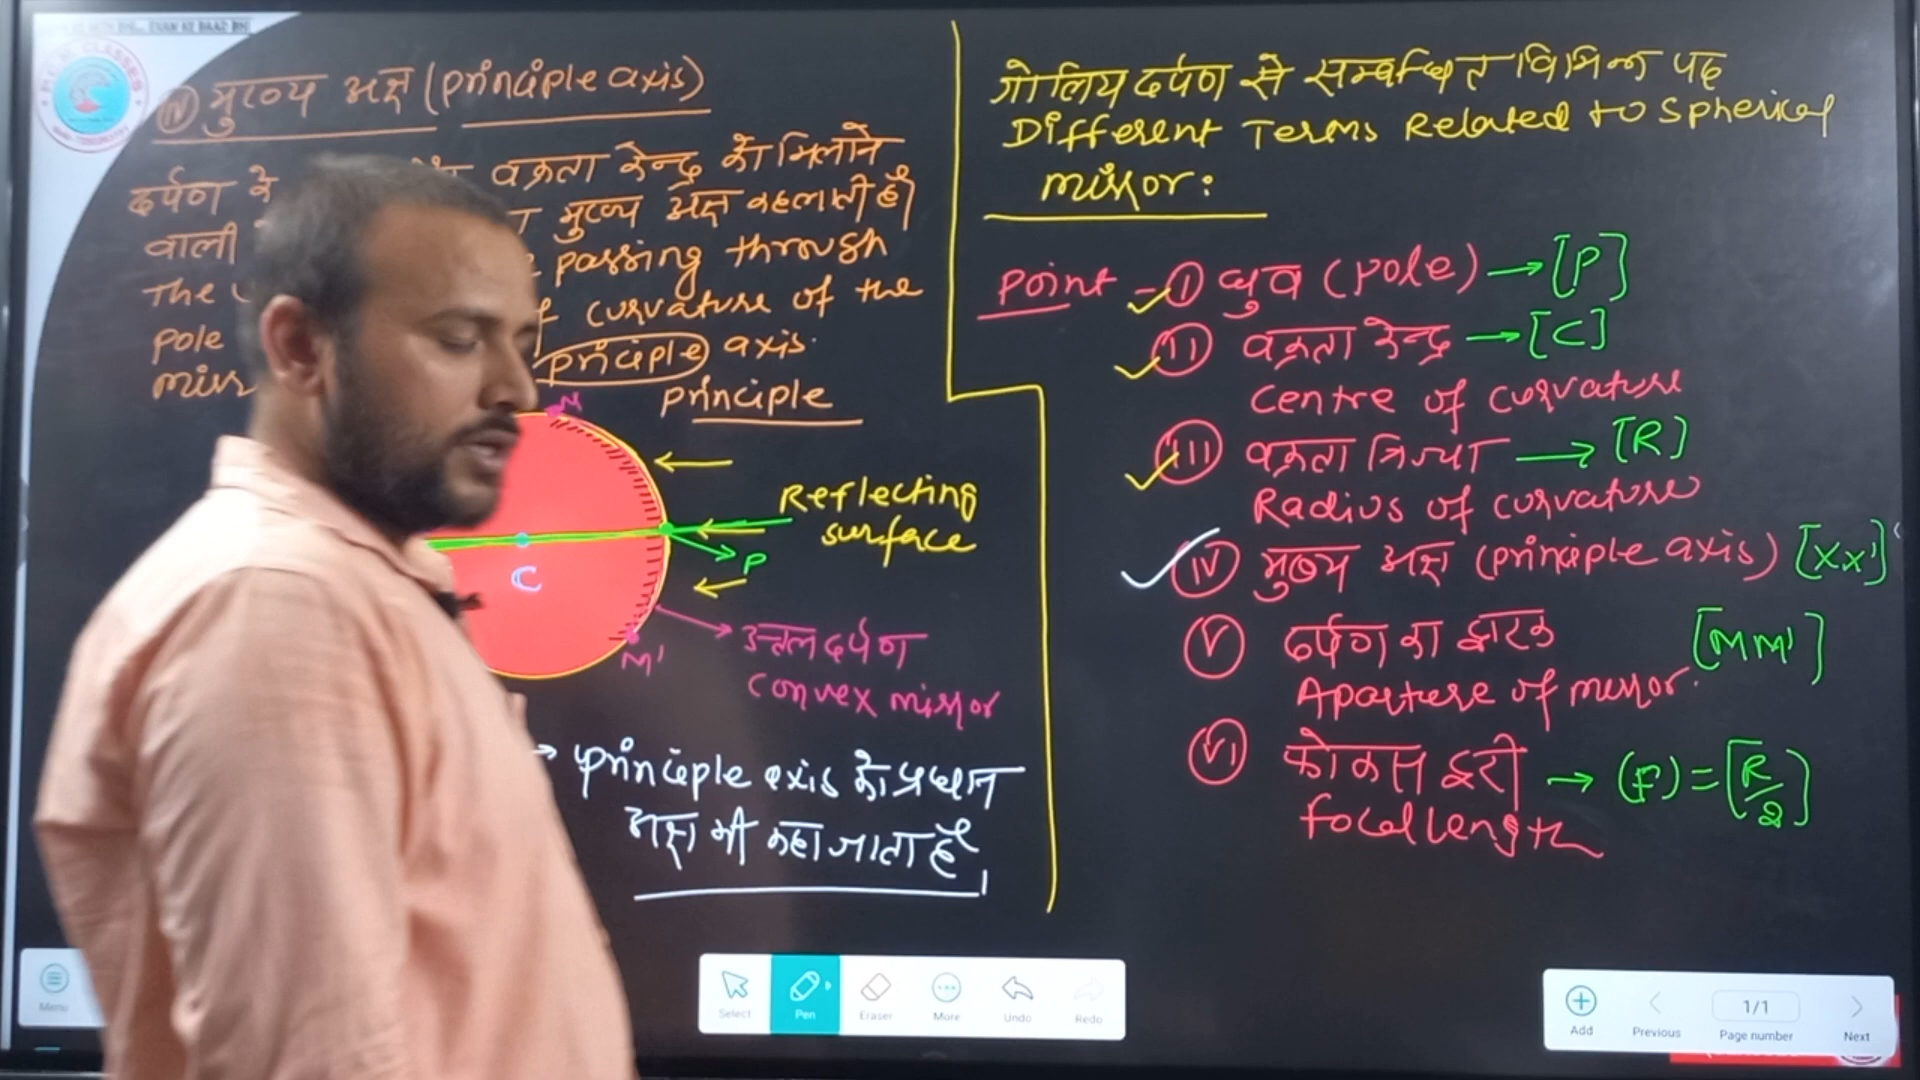 P.C.M. CLASSES
IV मुख्य अक्ष (principle axis)
दर्पण के वक्रता केन्द्र को मिलाने
वाली मुख्य अक्ष कहलाती है।
The passing through
pole of curvature of the
mirr principle axis.
principle
M
Reflecting
surface
P
C
M'
उत्तल दर्पण
convex mirror
→ principle axis को प्रधान
अक्ष भी कहा जाता है।
गोलिय दर्पण से सम्बन्धित विभिन्न पद
Different Terms Related to Spherical
mirror:
Point - I ध्रुव (pole) → [P]
II वक्रता केन्द्र → [C]
Centre of curvature
III वक्रता त्रिज्या → [R]
Radius of curvature
IV मुख्य अक्ष (principle axis) [XX']
V दर्पण का द्वारक [MM']
Aparture of mirror.
VI फोकस दूरी → (F) = [R/2]
focal length
Menu
Select
Pen
Eraser
More
Undo
Redo
Add
Previous
1/1
Page number
Next